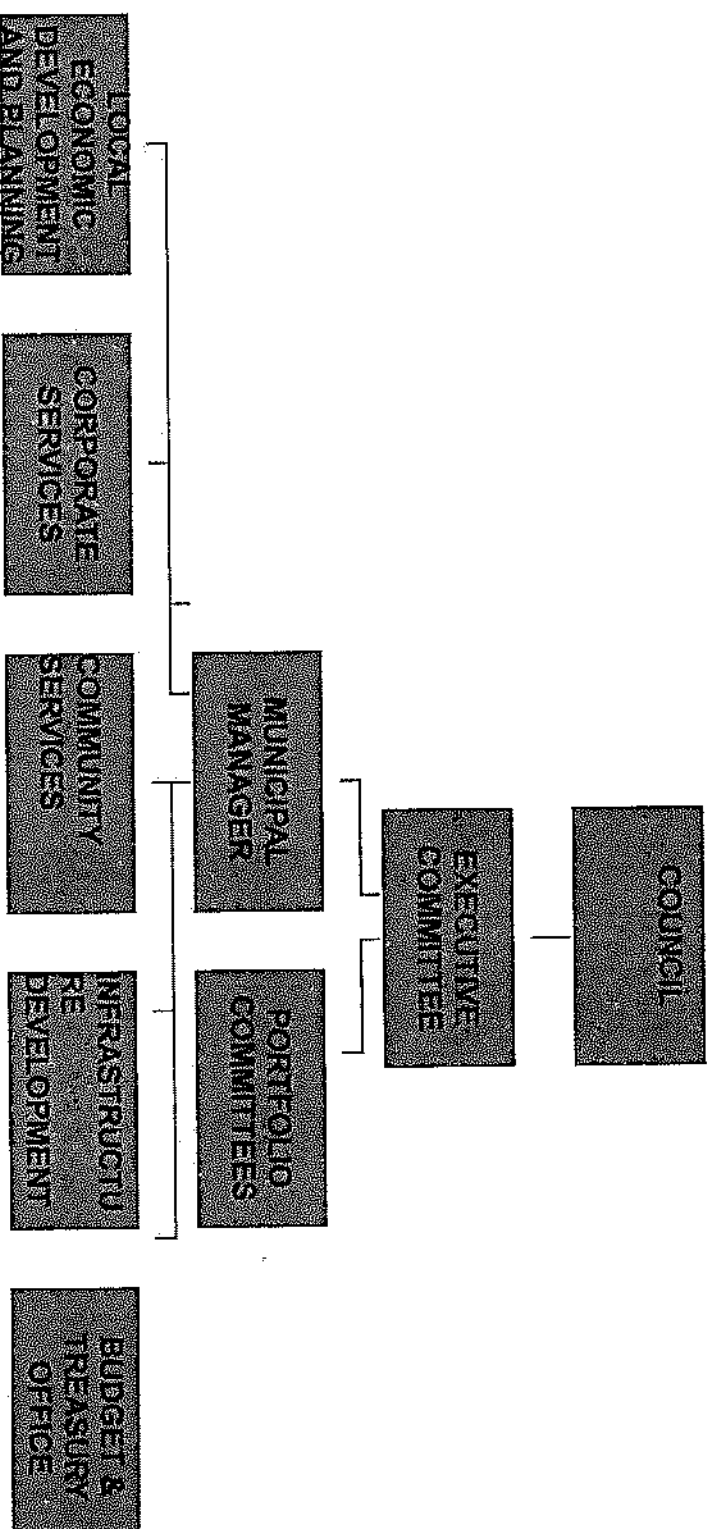 COUNCIL
EXECUTIVE
COMMITTEE
MUNICIPAL
MANAGER
PORTFOLIO
COMMITTEES
LOCAL
ECONOMIC
DEVELOPMENT
AND PLANNING
CORPORATE
SERVICES
COMMUNITY
SERVICES
INFRASTRUCTU
RE
DEVELOPMENT
BUDGET &
TREASURY
OFFICE